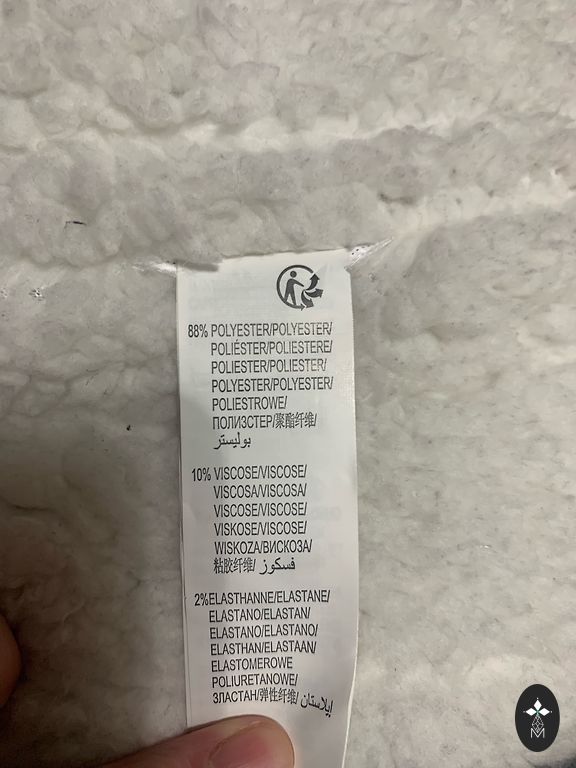 88% POLYESTER/POLYESTER/
POLIÉSTER/POLIESTERE/
POLIESTER/POLIESTER/
POLYESTER/POLYESTER/
POLIESTROWE/
ПОЛИЭСТЕР/聚酯纤维/
بوليستر
10% VISCOSE/VISCOSE/
VISCOSA/VISCOSA/
VISCOSE/VISCOSE/
VISKOSE/VISCOSE/
WISKOZA/ВИСКОЗА/
粘胶纤维/ فسكوز
2%ELASTHANNE/ELASTANE/
ELASTANO/ELASTAN/
ELASTANO/ELASTANO/
ELASTHAN/ELASTAAN/
ELASTOMEROWE
POLIURETANOWE/
ЗЛАСТАН/弹性纤维/ إيلاستان
M